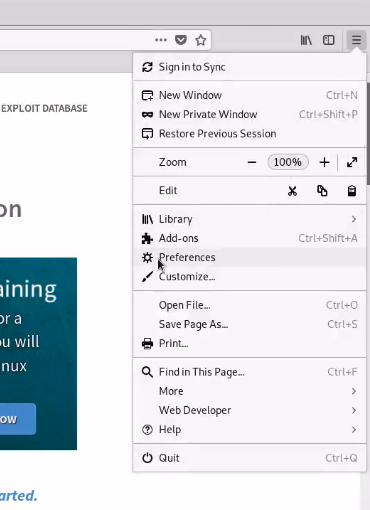 Sign in to Sync
EXPLOIT DATABASE
New Window Ctrl+N
New Private Window Ctrl+Shift+P
Restore Previous Session
Zoom − 100% +
Edit
on
Library
Add-ons Ctrl+Shift+A
Preferences
Customize...
aining
Open File... Ctrl+O
or a
Save Page As... Ctrl+S
ou will
Print...
nux
Find in This Page... Ctrl+F
More
Web Developer
OW
Help
Quit Ctrl+Q
arted.